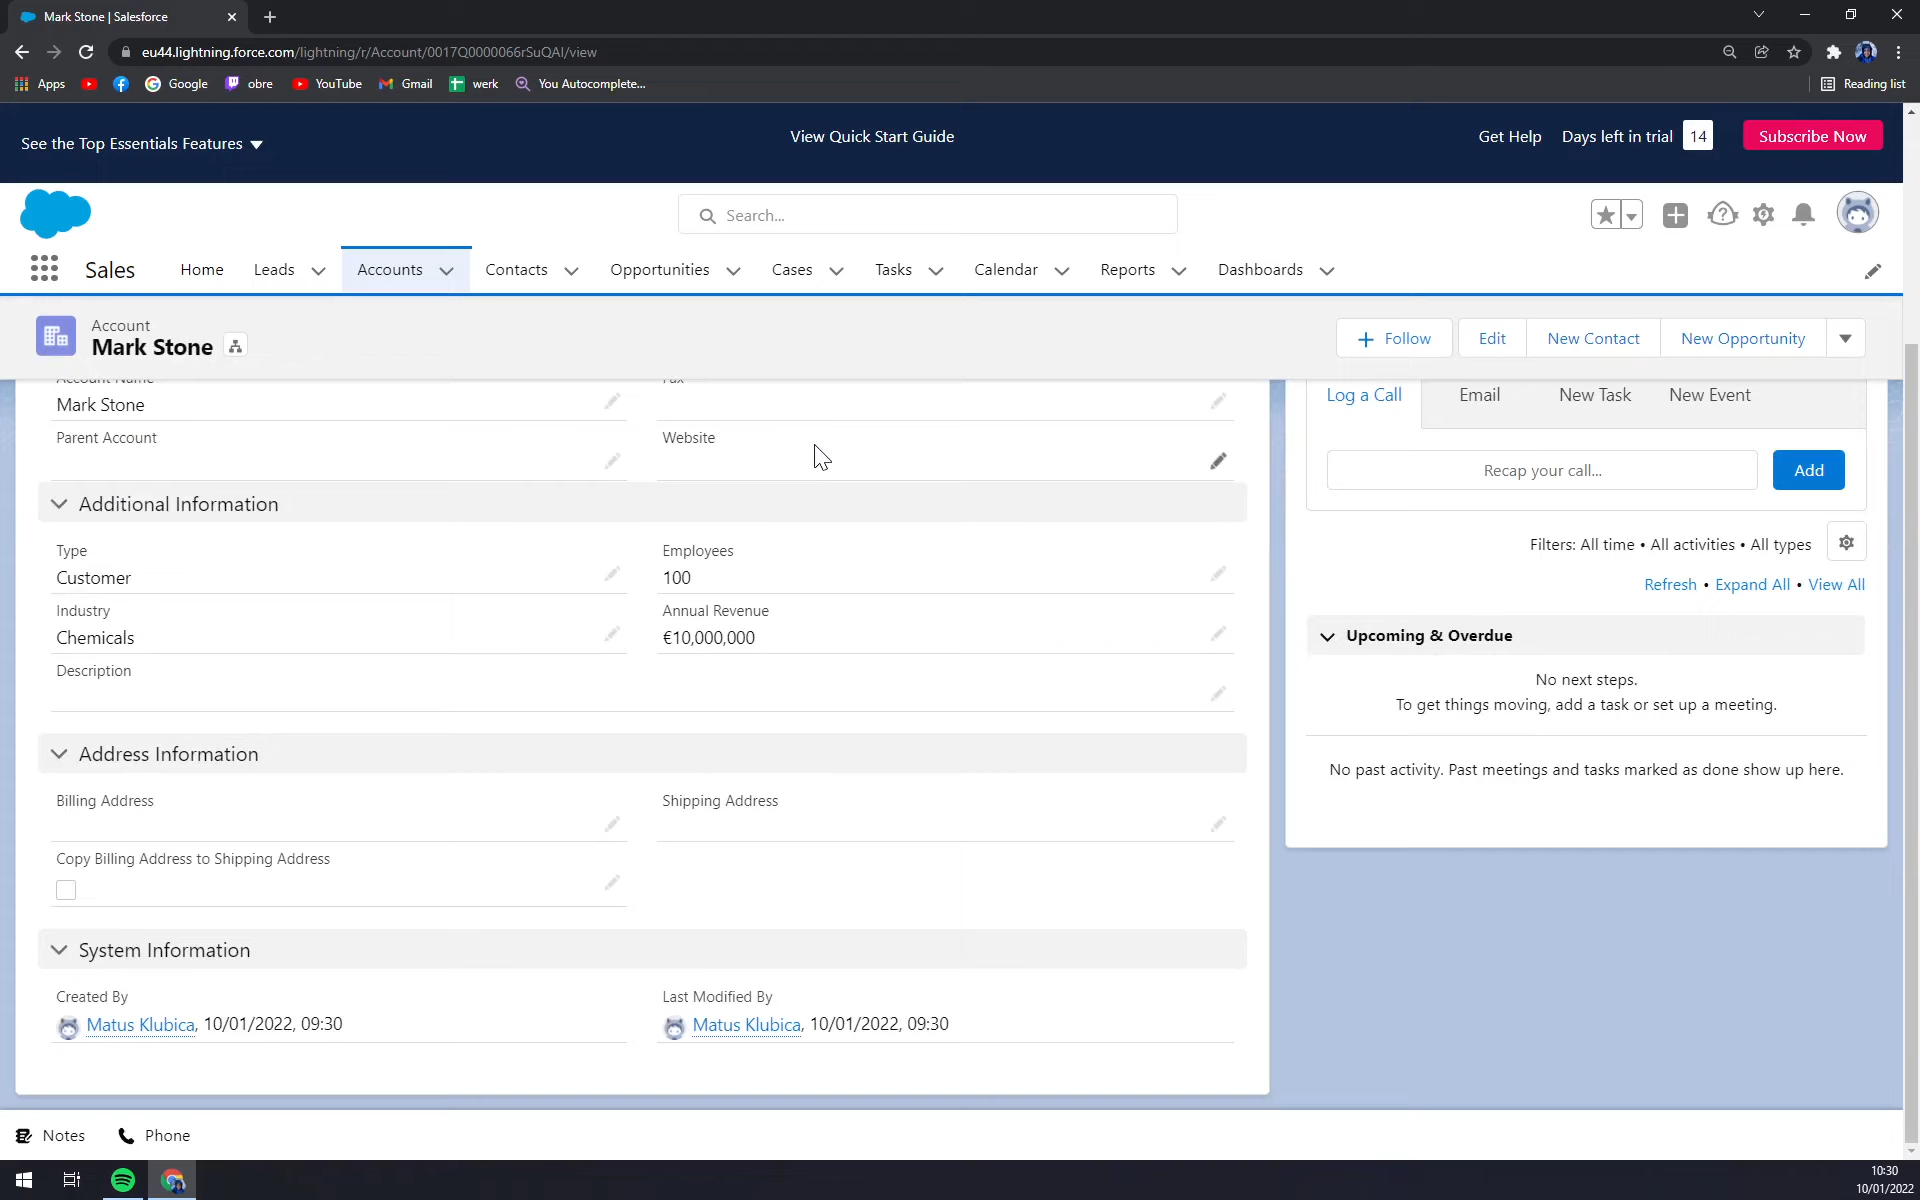 Mark Stone | Salesforce
eu44.lightning.force.com/lightning/r/Account/0017Q0000066rSuQAI/view
Apps
Google
obre
YouTube
Gmail
werk
You Autocomplete...
Reading list
See the Top Essentials Features
View Quick Start Guide
Get Help
Days left in trial
14
Subscribe Now
Search...
Sales
Home
Leads
Accounts
Contacts
Opportunities
Cases
Tasks
Calendar
Reports
Dashboards
Account
Mark Stone
Follow
Edit
New Contact
New Opportunity
Account Name
Fax
Mark Stone
Parent Account
Website
Additional Information
Type
Customer
Employees
100
Industry
Chemicals
Annual Revenue
€10,000,000
Description
Address Information
Billing Address
Shipping Address
Copy Billing Address to Shipping Address
System Information
Created By
Matus Klubica, 10/01/2022, 09:30
Last Modified By
Matus Klubica, 10/01/2022, 09:30
Log a Call
Email
New Task
New Event
Recap your call...
Add
Filters: All time • All activities • All types
Refresh • Expand All • View All
Upcoming & Overdue
No next steps.
To get things moving, add a task or set up a meeting.
No past activity. Past meetings and tasks marked as done show up here.
Notes
Phone
10:30
10/01/2022